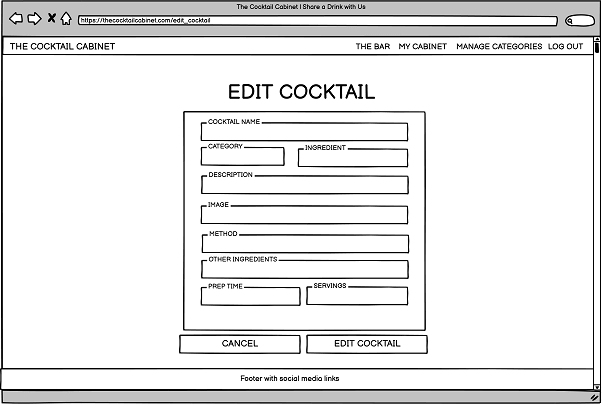 The Cocktail Cabinet | Share a Drink with Us
https://thecocktailcabinet.com/edit_cocktail
THE COCKTAIL CABINET THE BAR MY CABINET MANAGE CATEGORIES LOG OUT
EDIT COCKTAIL
COCKTAIL NAME
CATEGORY INGREDIENT
DESCRIPTION
IMAGE
METHOD
OTHER INGREDIENTS
PREP TIME SERVINGS
CANCEL EDIT COCKTAIL
Footer with social media links